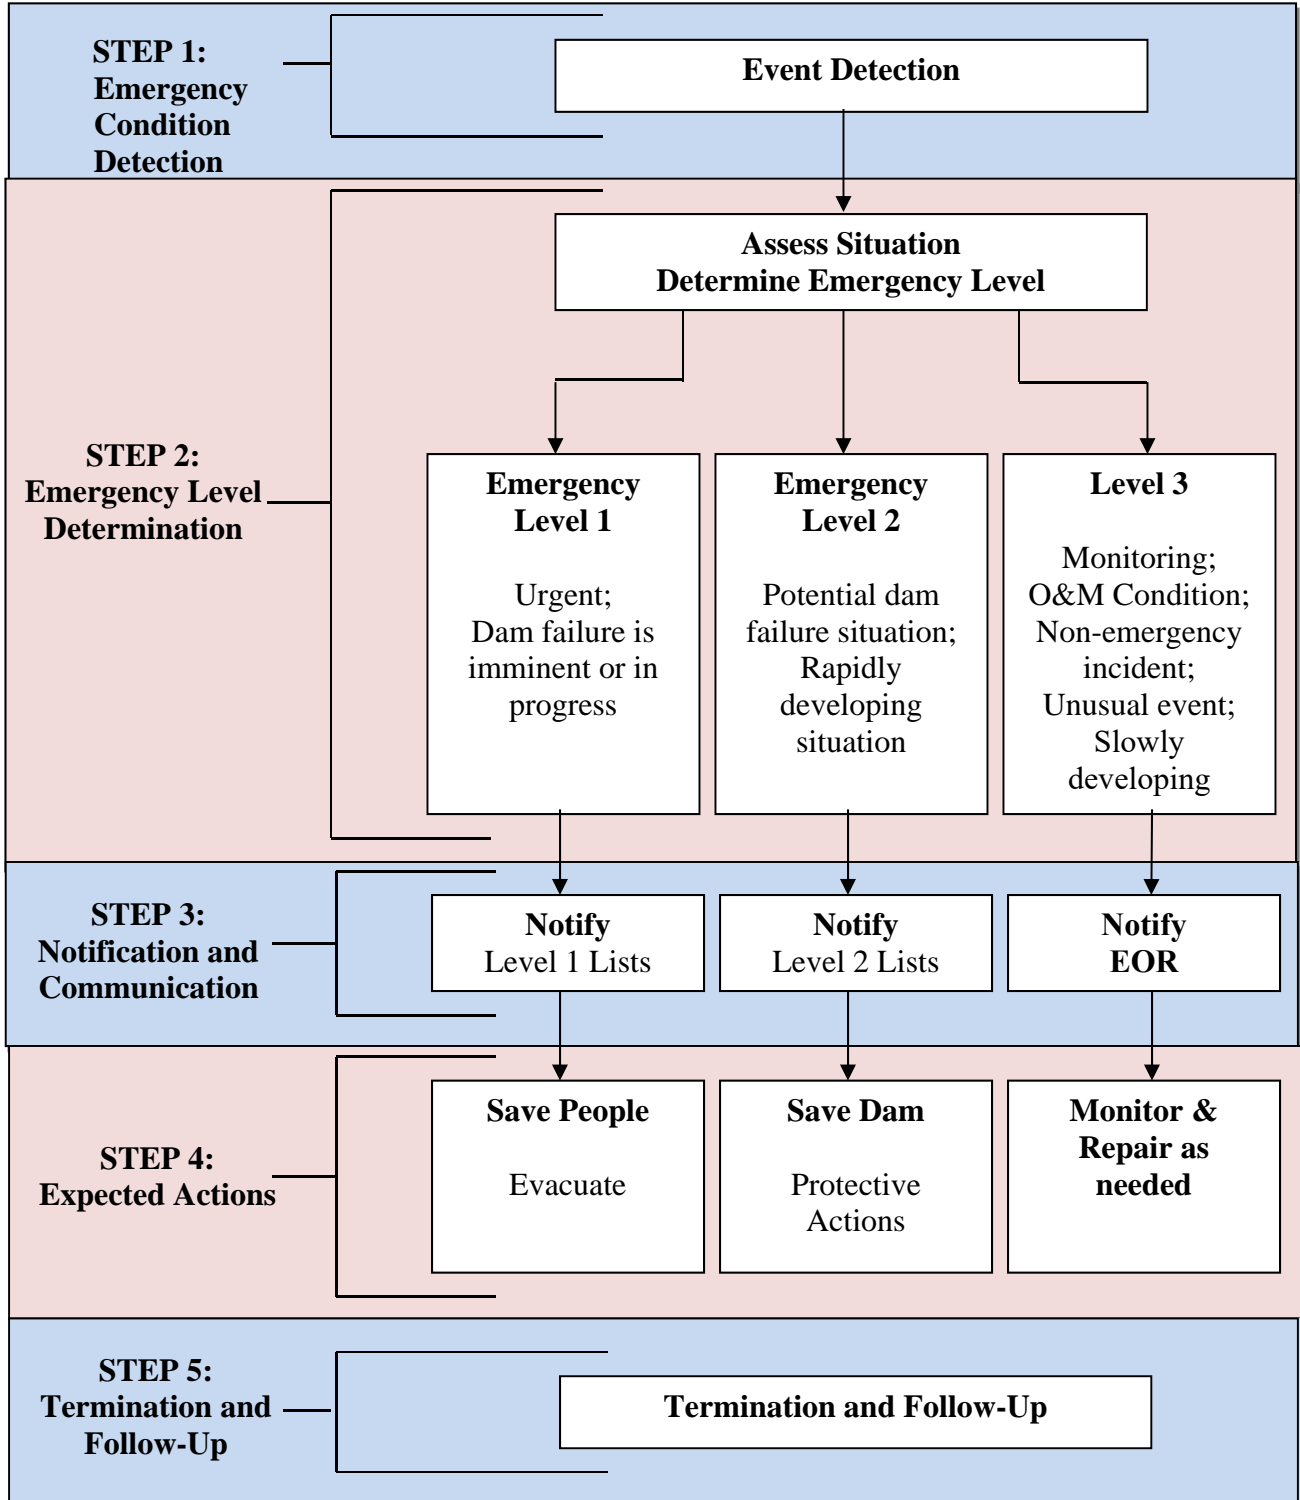 STEP 1:
Emergency
Condition
Detection
Event Detection
STEP 2:
Emergency Level
Determination
Assess Situation
Determine Emergency Level
Emergency
Level 1
Urgent;
Dam failure is
imminent or in
progress
Emergency
Level 2
Potential dam
failure situation;
Rapidly
developing
situation
Level 3
Monitoring;
O&M Condition;
Non-emergency
incident;
Unusual event;
Slowly
developing
STEP 3:
Notification and
Communication
Notify
Level 1 Lists
Notify
Level 2 Lists
Notify
EOR
STEP 4:
Expected Actions
Save People
Evacuate
Save Dam
Protective
Actions
Monitor &
Repair as
needed
STEP 5:
Termination and
Follow-Up
Termination and Follow-Up